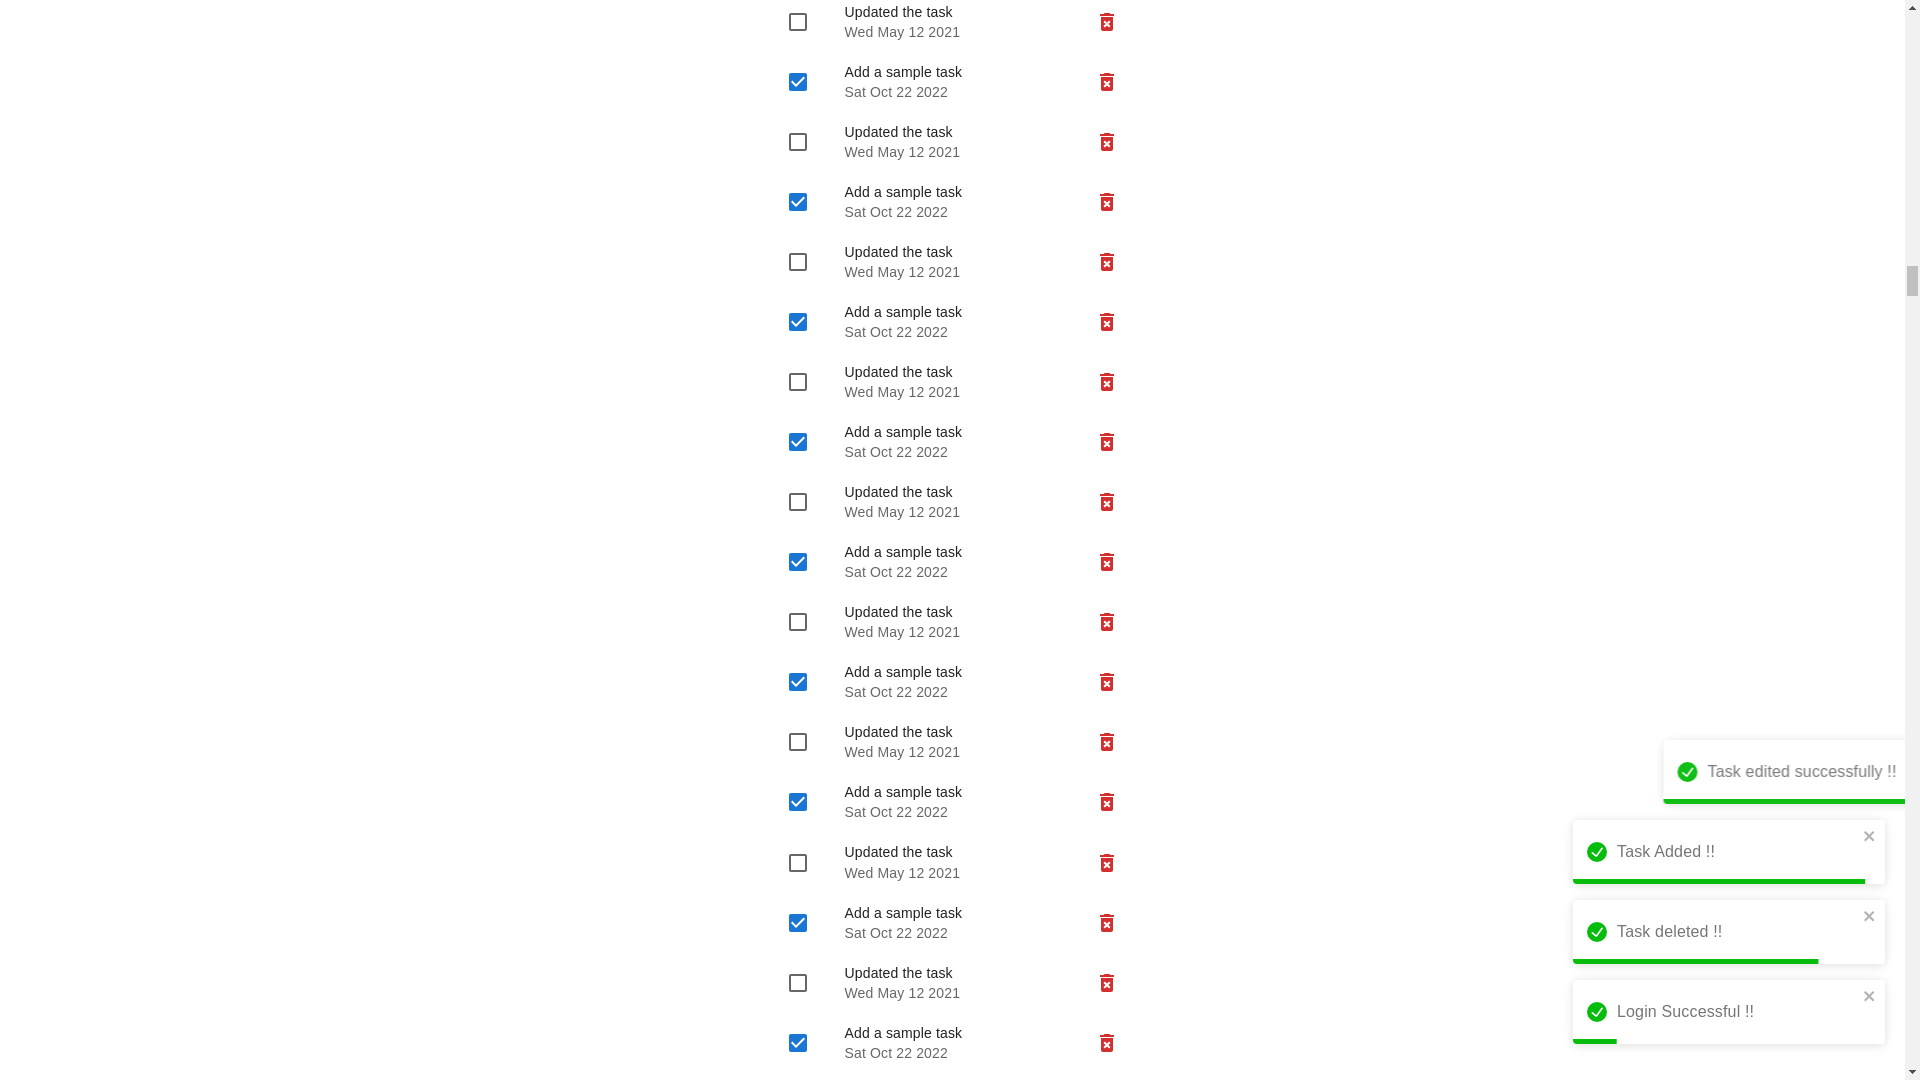 Updated the task
Wed May 12 2021
Add a sample task
Sat Oct 22 2022
Updated the task
Wed May 12 2021
Add a sample task
Sat Oct 22 2022
Updated the task
Wed May 12 2021
Add a sample task
Sat Oct 22 2022
Updated the task
Wed May 12 2021
Add a sample task
Sat Oct 22 2022
Updated the task
Wed May 12 2021
Add a sample task
Sat Oct 22 2022
Updated the task
Wed May 12 2021
Add a sample task
Sat Oct 22 2022
Updated the task
Wed May 12 2021
Add a sample task
Sat Oct 22 2022
Updated the task
Wed May 12 2021
Add a sample task
Sat Oct 22 2022
Updated the task
Wed May 12 2021
Add a sample task
Sat Oct 22 2022
Task edited successfully !!
Task Added !!
Task deleted !!
Login Successful !!